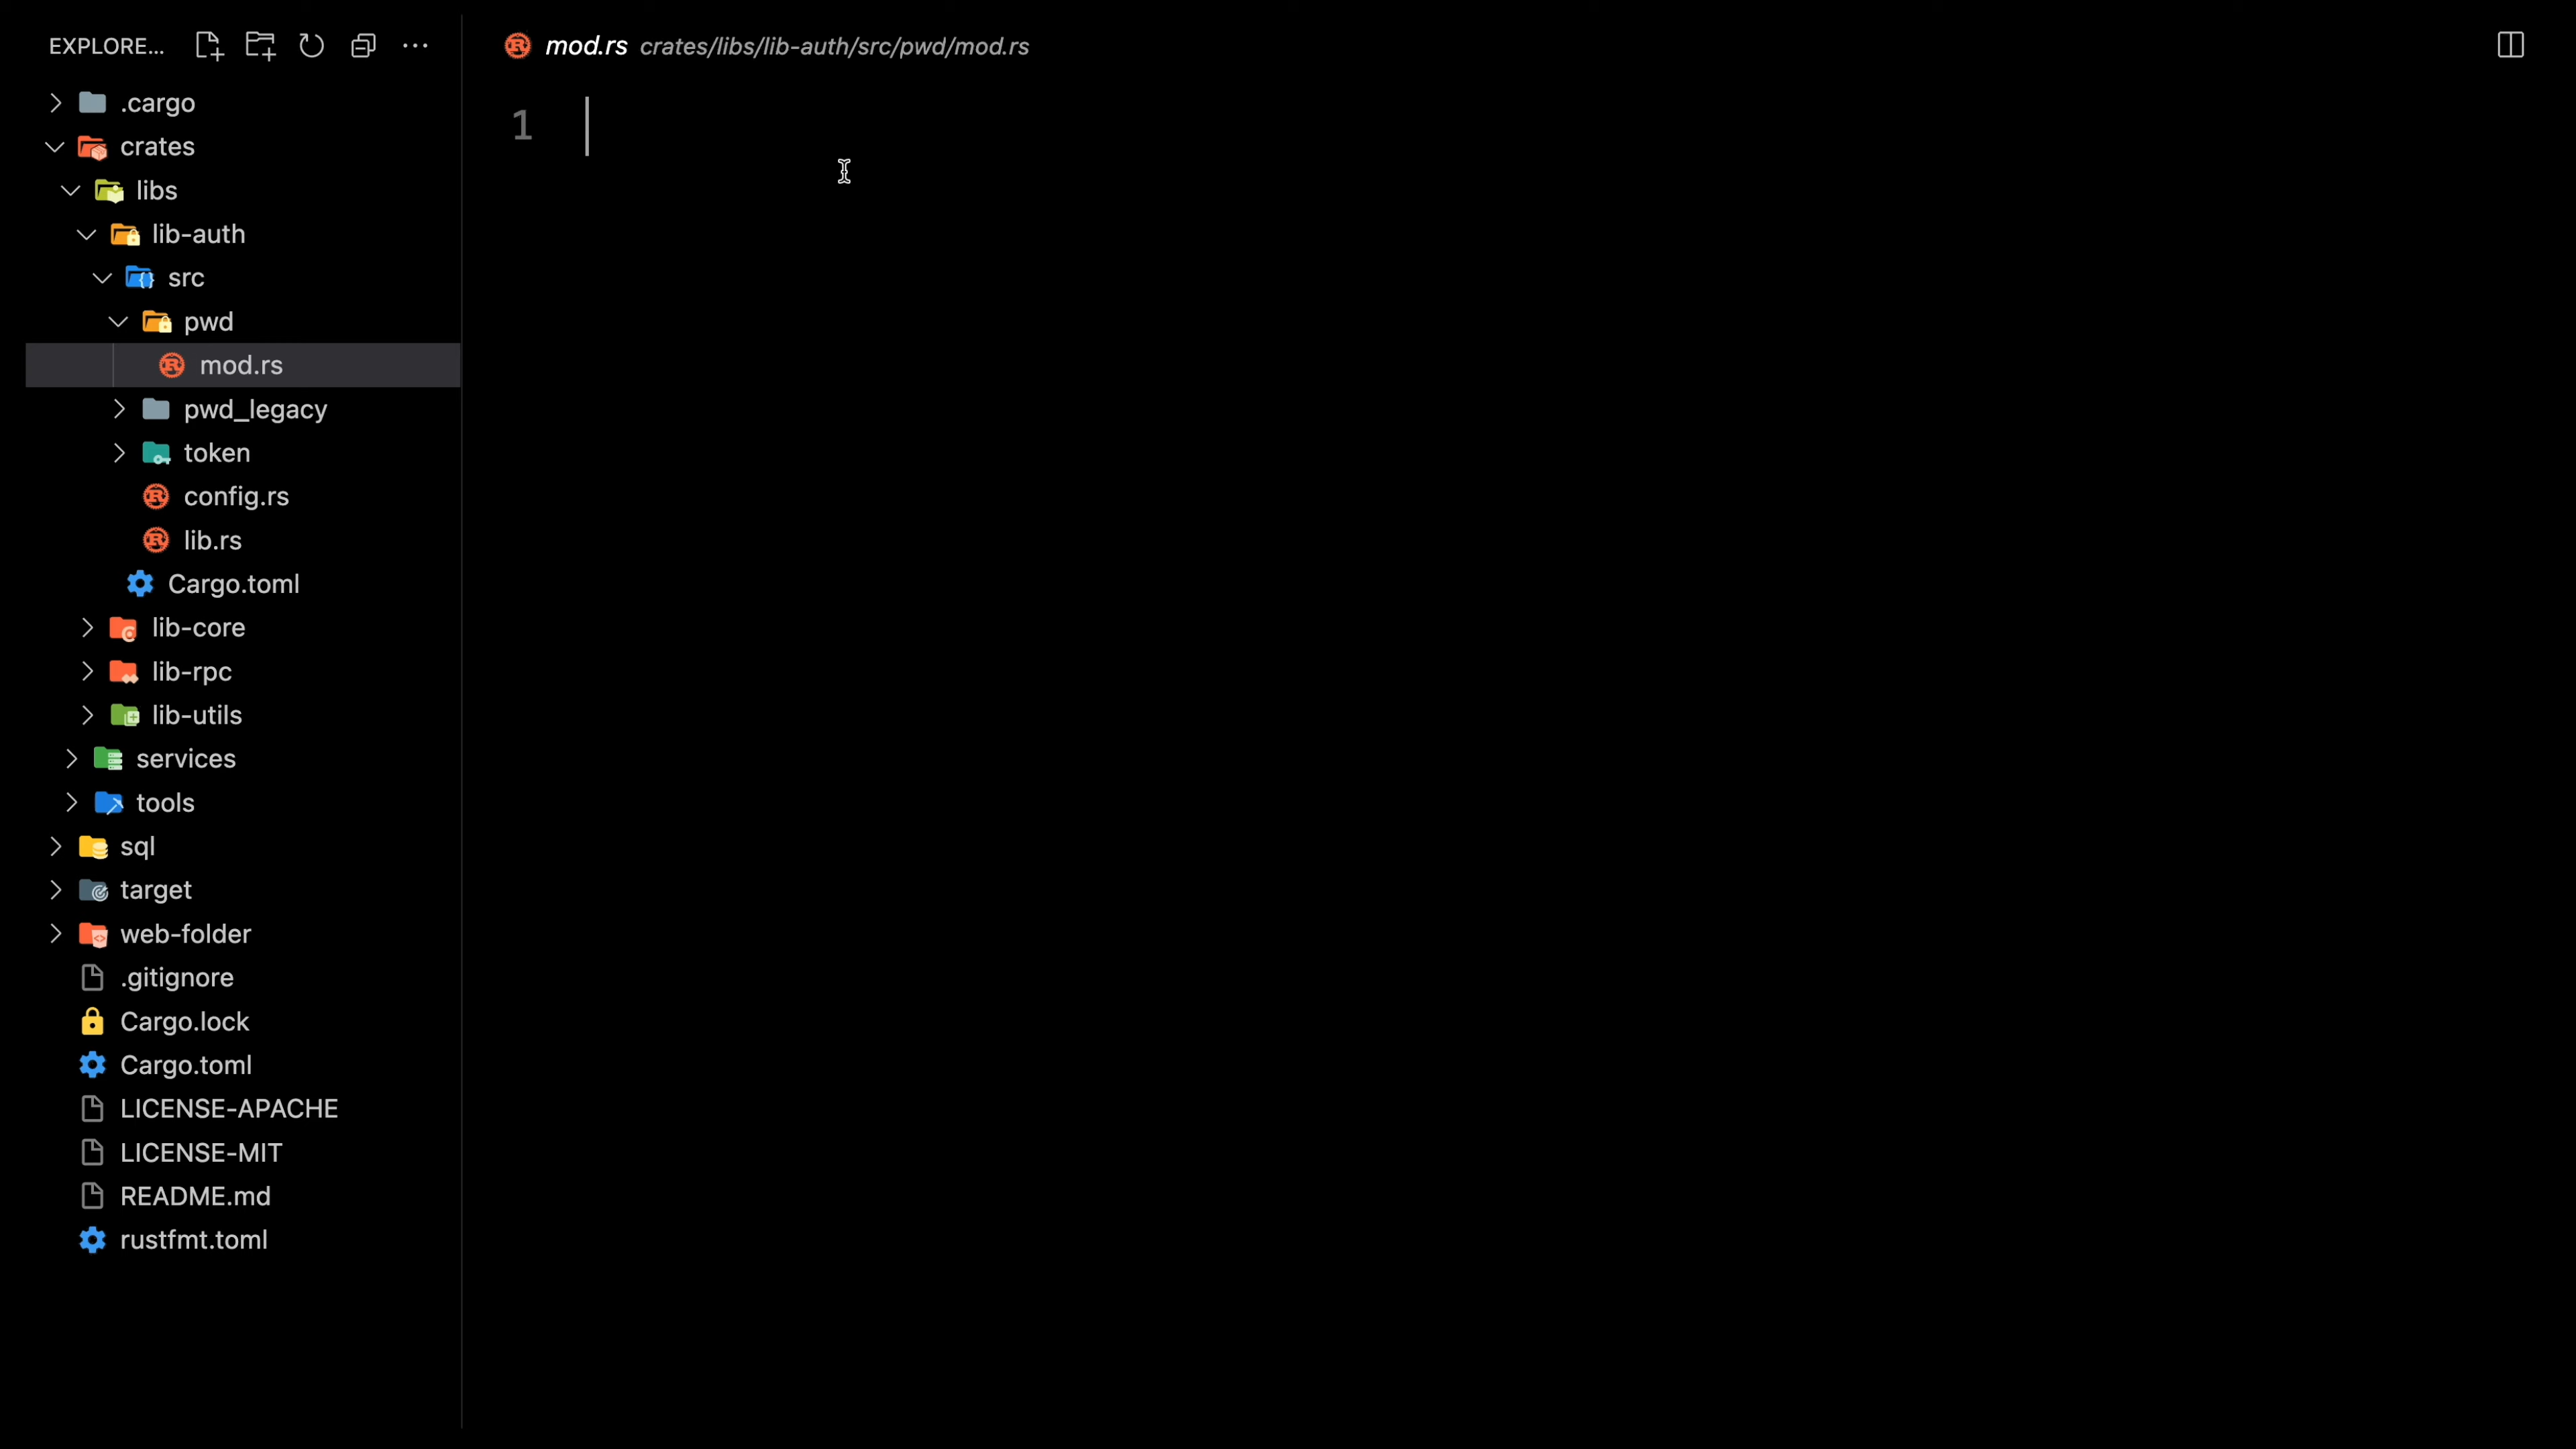 EXPLORE...
mod.rs crates/libs/lib-auth/src/pwd/mod.rs
1
.cargo
crates
libs
lib-auth
src
pwd
mod.rs
pwd_legacy
token
config.rs
lib.rs
Cargo.toml
lib-core
lib-rpc
lib-utils
services
tools
sql
target
web-folder
.gitignore
Cargo.lock
Cargo.toml
LICENSE-APACHE
LICENSE-MIT
README.md
rustfmt.toml